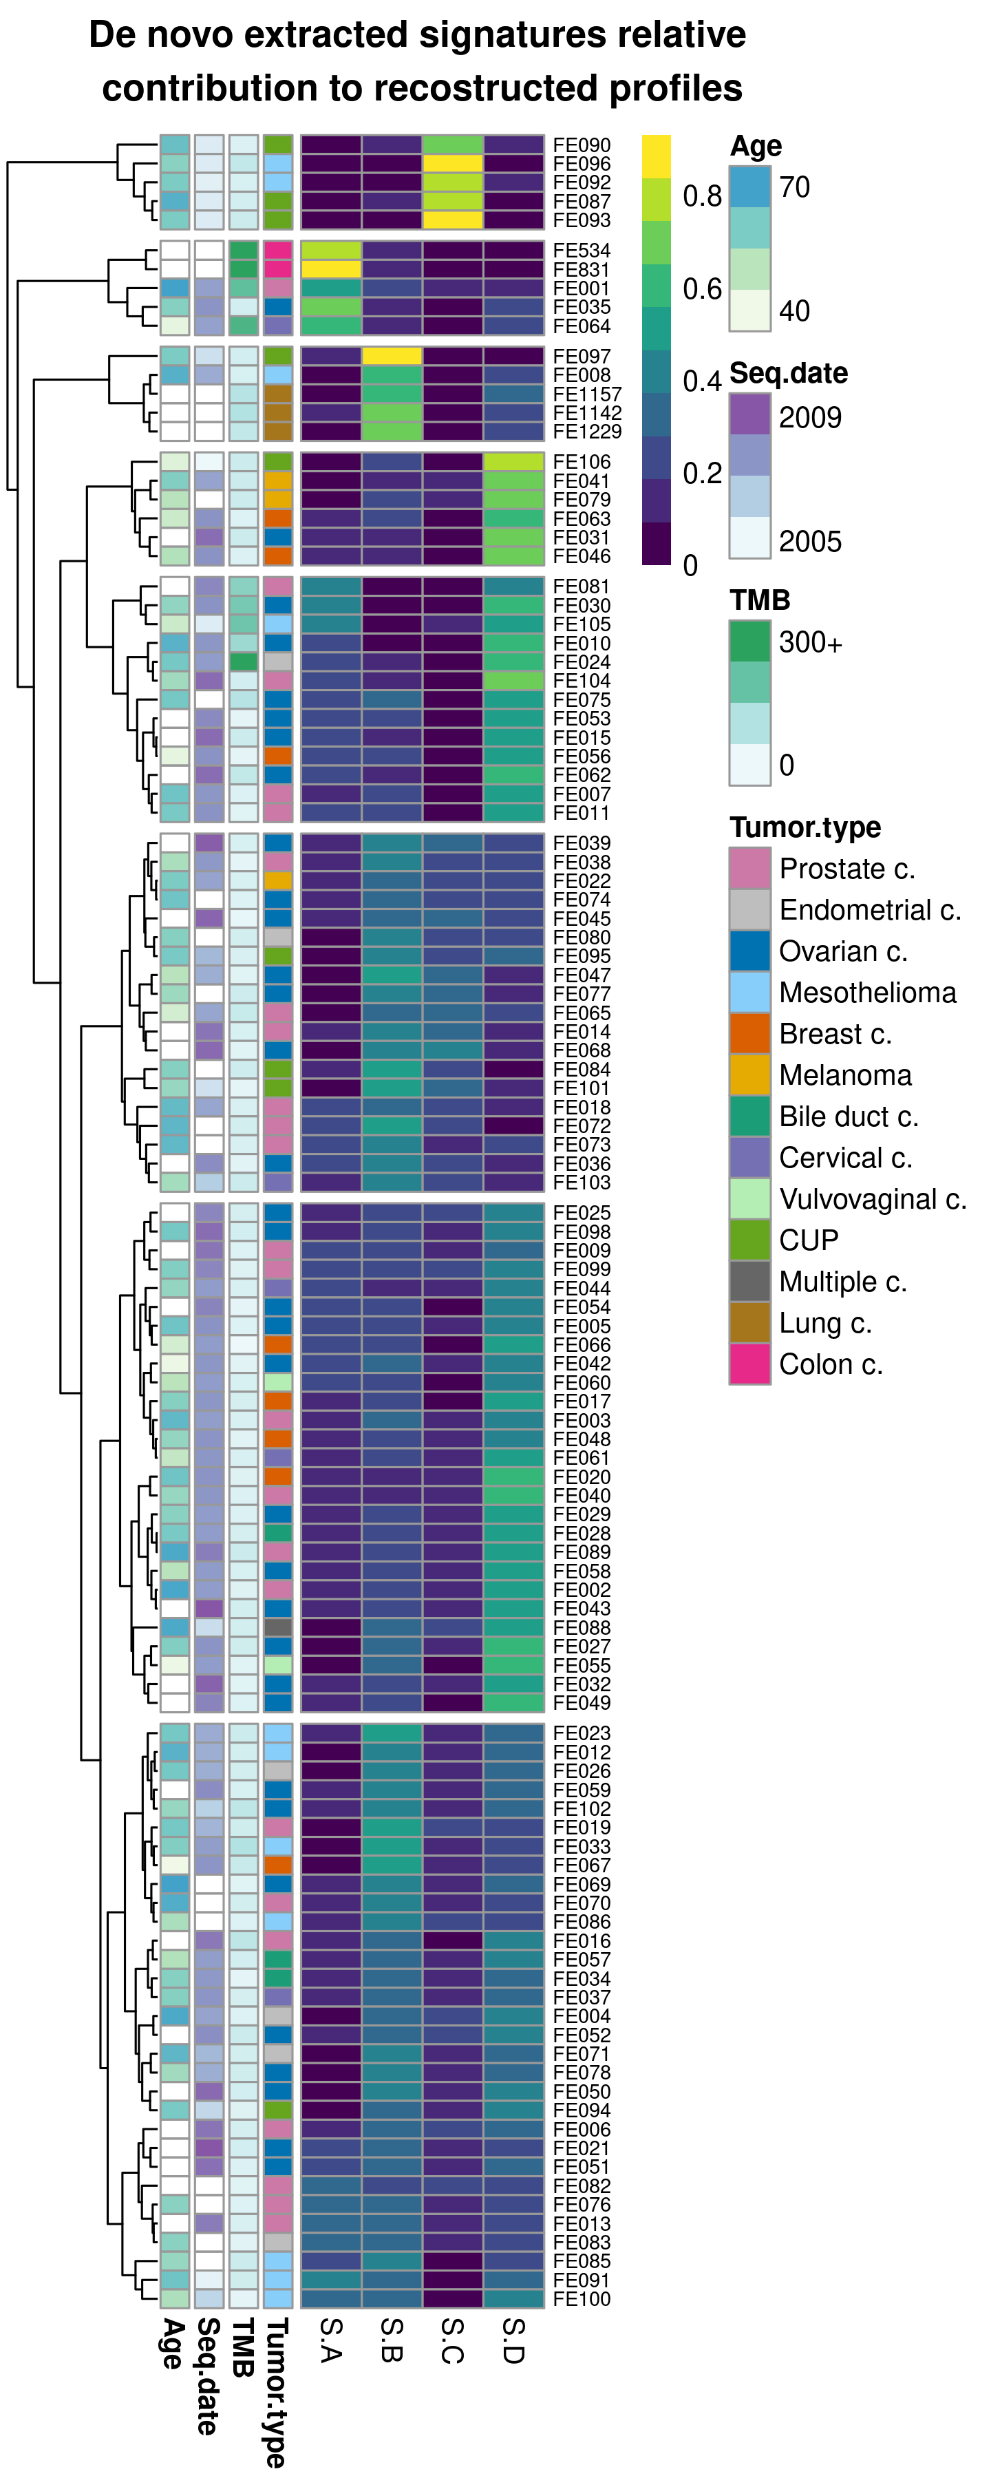 De novo extracted signatures relative
contribution to recostructed profiles
FE090
FE096
FE092
FE087
FE093
FE534
FE831
FE001
FE035
FE064
FE097
FE008
FE1157
FE1142
FE1229
FE106
FE041
FE079
FE063
FE031
FE046
FE081
FE030
FE105
FE010
FE024
FE104
FE075
FE053
FE015
FE056
FE062
FE007
FE011
FE039
FE038
FE022
FE074
FE045
FE080
FE095
FE047
FE077
FE065
FE014
FE068
FE084
FE101
FE018
FE072
FE073
FE036
FE103
FE025
FE098
FE009
FE099
FE044
FE054
FE005
FE066
FE042
FE060
FE017
FE003
FE048
FE061
FE020
FE040
FE029
FE028
FE089
FE058
FE002
FE043
FE088
FE027
FE055
FE032
FE049
FE023
FE012
FE026
FE059
FE102
FE019
FE033
FE067
FE069
FE070
FE086
FE016
FE057
FE034
FE037
FE004
FE052
FE071
FE078
FE050
FE094
FE006
FE021
FE051
FE082
FE076
FE013
FE083
FE085
FE091
FE100
0.8
0.6
0.4
0.2
0
Age
70
40
Seq.date
2009
2005
TMB
300+
0
Tumor.type
Prostate c.
Endometrial c.
Ovarian c.
Mesothelioma
Breast c.
Melanoma
Bile duct c.
Cervical c.
Vulvovaginal c.
CUP
Multiple c.
Lung c.
Colon c.
Age
Seq.date
TMB
Tumor.type
S.A
S.B
S.C
S.D